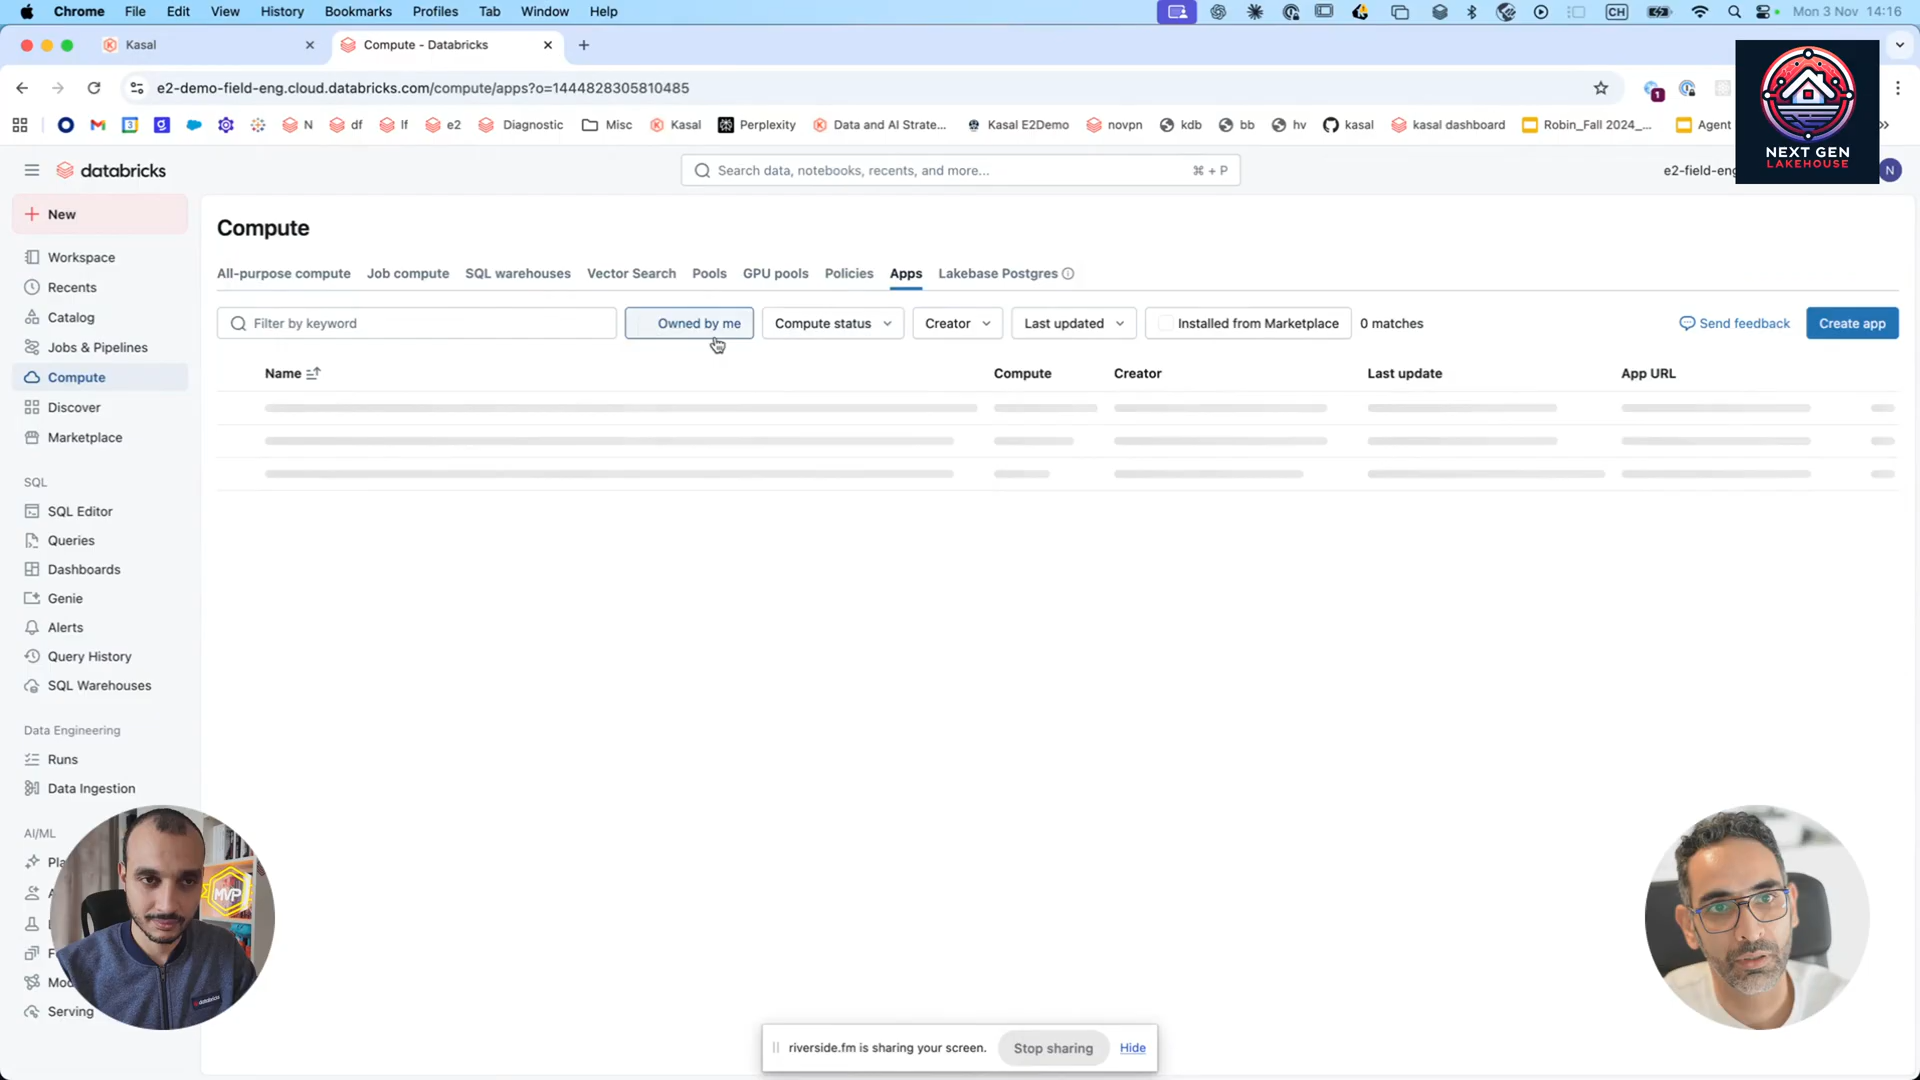 Chrome File Edit View History Bookmarks Profiles Tab Window Help CH Mon 3 Nov 14:16
Kasal Compute - Databricks
e2-demo-field-eng.cloud.databricks.com/compute/apps?o=1444828305810485 1
N df lf e2 Diagnostic Misc Kasal Perplexity Data and AI Strate... Kasal E2Demo novpn kdb bb hv kasal kasal dashboard Robin_Fall 2024_... Agent
NEXT GEN
LAKEHOUSE
databricks Search data, notebooks, recents, and more... ⌘ + P e2-field-eng N
New
Workspace
Recents
Catalog
Jobs & Pipelines
Compute
Discover
Marketplace
SQL
SQL Editor
Queries
Dashboards
Genie
Alerts
Query History
SQL Warehouses
Data Engineering
Runs
Data Ingestion
AI/ML
Serving
Compute
All-purpose compute Job compute SQL warehouses Vector Search Pools GPU pools Policies Apps Lakebase Postgres
Filter by keyword Owned by me Compute status Creator Last updated Installed from Marketplace 0 matches Send feedback Create app
Name Compute Creator Last update App URL
MVP
databricks
riverside.fm is sharing your screen. Stop sharing Hide